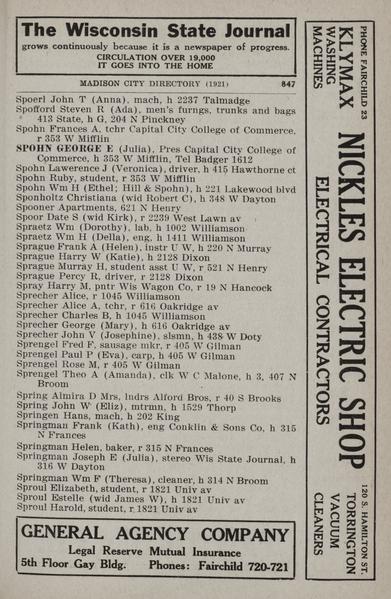 The Wisconsin State Journal
grows continuously because it is a newspaper of progress.
CIRCULATION OVER 19,000
IT GOES INTO THE HOME
MADISON CITY DIRECTORY (1921) 847
Spoerl John T (Anna), mach, h 2237 Talmadge
Spofford Steven R (Ada), men's furngs, trunks and bags
413 State, h G, 204 N Pinckney
Spohn Frances A, tchr Capital City College of Commerce,
r 353 W Mifflin
SPOHN GEORGE E (Julia), Pres Capital City College of
Commerce, h 353 W Mifflin, Tel Badger 1612
Spohn Lawrence J (Veronica), driver, h 415 Hawthorne ct
Spohn Ruby, student, r 353 W Mifflin
Spohn Wm H (Ethel; Hill & Spohn), h 221 Lakewood blvd
Sponholtz Christiana (wid Robert C), h 348 W Dayton
Spooner Apartments, 621 N Henry
Spoor Date S (wid Kirk), r 2239 West Lawn av
Spraetz Wm (Dorothy), lab, h 1002 Williamson
Spraetz Wm H (Della), eng, h 1411 Williamson
Sprague Frank A (Helen), instr U W, h 220 N Murray
Sprague Harry W (Katie), h 2128 Dixon
Sprague Murray H, student asst U W, r 521 N Henry
Sprague Percy R, driver, r 2128 Dixon
Spray Harry M, pntr Wis Wagon Co, r 19 N Hancock
Sprecher Alice, r 1045 Williamson
Sprecher Alice A, tchr, r 616 Oakridge av
Sprecher Charles B, h 1045 Williamson
Sprecher George (Mary), h 616 Oakridge av
Sprecher John V (Josephine), slsmn, h 438 W Doty
Sprengel Fred F, sausage mkr, r 405 W Gilman
Sprengel Paul P (Eva), carp, h 405 W Gilman
Sprengel Rose M, r 405 W Gilman
Sprengel Theo A (Amanda), clk W C Malone, h 3, 407 N
Broom
Spring Almira D Mrs, lndrs Alford Bros, r 40 S Brooks
Spring John W (Eliz), mtrmn, h 1529 Thorp
Springen Hans, mach, h 202 King
Springman Frank (Kath), eng Conklin & Sons Co, h 315
N Frances
Springman Helen, baker, r 315 N Frances
Springman Joseph E (Julia), stereo Wis State Journal, h
316 W Dayton
Springman Wm F (Theresa), cleaner, h 314 N Broom
Sproul Elizabeth, student, r 1821 Univ av
Sproul Estelle (wid James W), h 1821 Univ av
Sproul Harold, student, r 1821 Univ av
GENERAL AGENCY COMPANY
Legal Reserve Mutual Insurance
5th Floor Gay Bldg. Phones: Fairchild 720-721
PHONE FAIRCHILD 23
KLYMAX
WASHING
MACHINES
NICKLES ELECTRIC SHOP
ELECTRICAL CONTRACTORS
120 S. HAMILTON ST.
TORRINGTON
VACUUM
CLEANERS